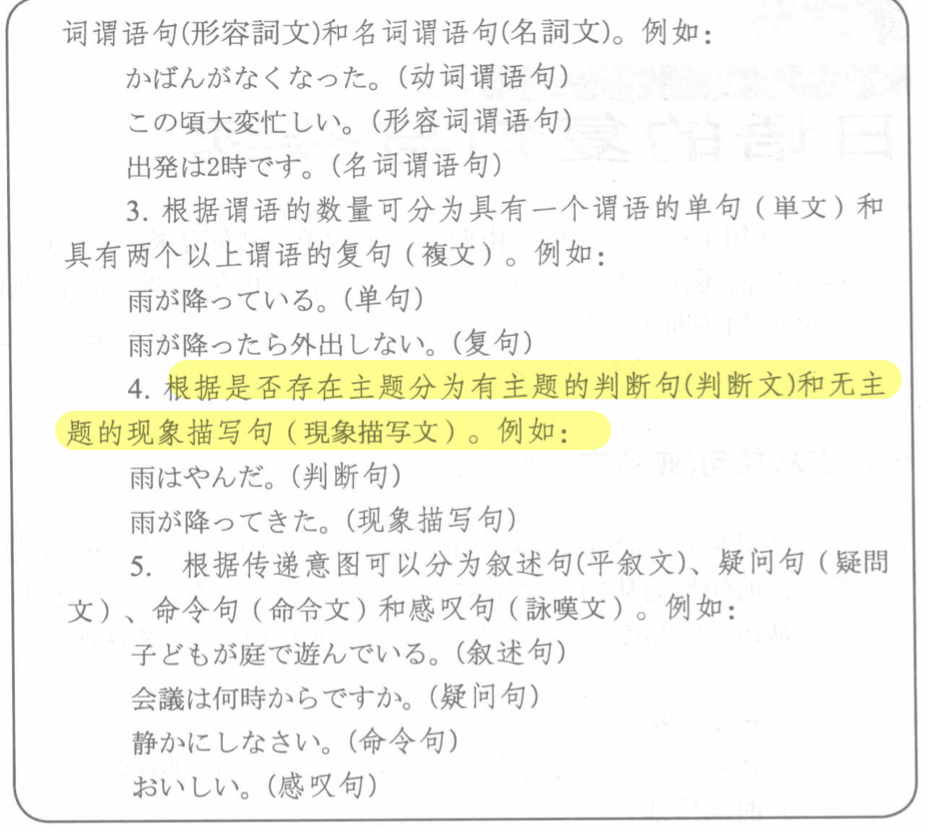 词谓语句(形容詞文)和名词谓语句(名詞文)。例如：
かばんがなくなった。（动词谓语句）
この頃大変忙しい。（形容词谓语句）
出発は2時です。（名词谓语句）
3. 根据谓语的数量可分为具有一个谓语的单句（単文）和
具有两个以上谓语的复句（複文）。例如：
雨が降っている。（单句）
雨が降ったら外出しない。（复句）
4. 根据是否存在主题分为有主题的判断句(判断文)和无主
题的现象描写句（現象描写文）。例如：
雨はやんだ。（判断句）
雨が降ってきた。（现象描写句）
5. 根据传递意图可以分为叙述句(平叙文)、疑问句（疑問
文）、命令句（命令文）和感叹句（詠嘆文）。例如：
子どもが庭で遊んでいる。（叙述句）
会議は何時からですか。（疑问句）
静かにしなさい。（命令句）
おいしい。（感叹句）